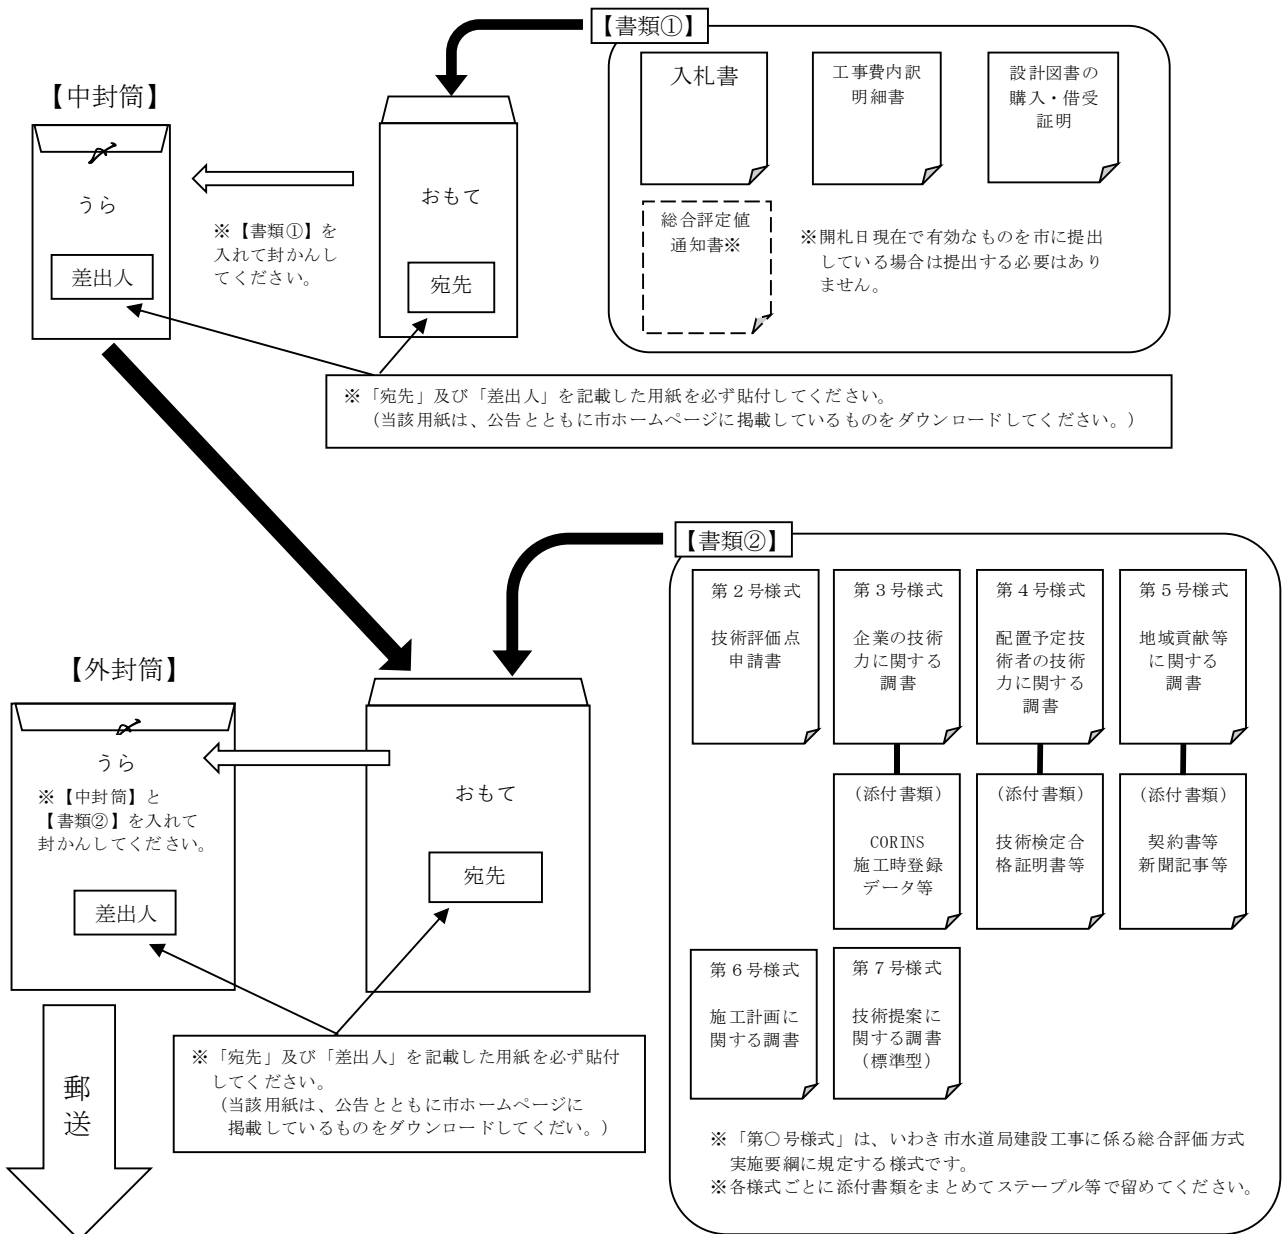 【書類①】
入札書
工事費内訳
明細書
設計図書の
購入・借受
証明
総合評定値
通知書※
※開札日現在で有効なものを市に提出
している場合は提出する必要はあり
ません。
【中封筒】
うら
差出人
※【書類①】を
入れて封かんし
てください。
おもて
宛先
※「宛先」及び「差出人」を記載した用紙を必ず貼付してください。
（当該用紙は、公告とともに市ホームページに掲載しているものをダウンロードしてください。）
【書類②】
第２号様式
技術評価点
申請書
第３号様式
企業の技術
力に関する
調書
第４号様式
配置予定技
術者の技術
力に関する
調書
第５号様式
地域貢献等
に関する
調書
（添付書類）
CORINS
施工時登録
データ等
（添付書類）
技術検定合
格証明書等
（添付書類）
契約書等
新聞記事等
第６号様式
施工計画に
関する調書
第７号様式
技術提案に
関する調書
（標準型）
※「第〇号様式」は、いわき市水道局建設工事に係る総合評価方式
実施要綱に規定する様式です。
※各様式ごとに添付書類をまとめてステープル等で留めてください。
【外封筒】
うら
※【中封筒】と
【書類②】を入れて
封かんしてください。
差出人
おもて
宛先
※「宛先」及び「差出人」を記載した用紙を必ず貼付
してください。
（当該用紙は、公告とともに市ホームページに
掲載しているものをダウンロードしてくだい。）
郵
送